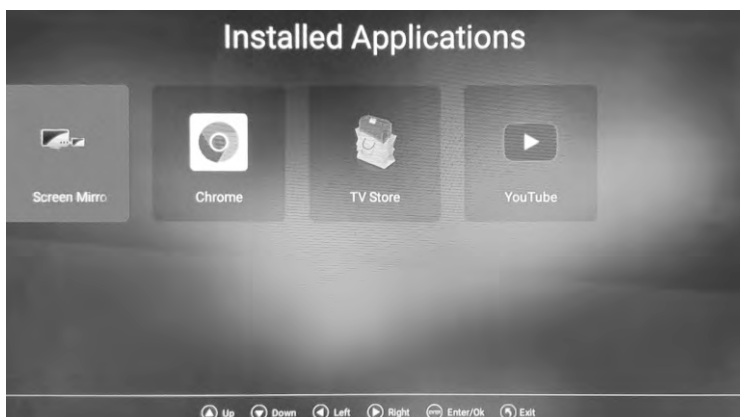 Installed Applications
Screen Mirro
Chrome
TV Store
YouTube
Up Down Left Right Enter/Ok Exit